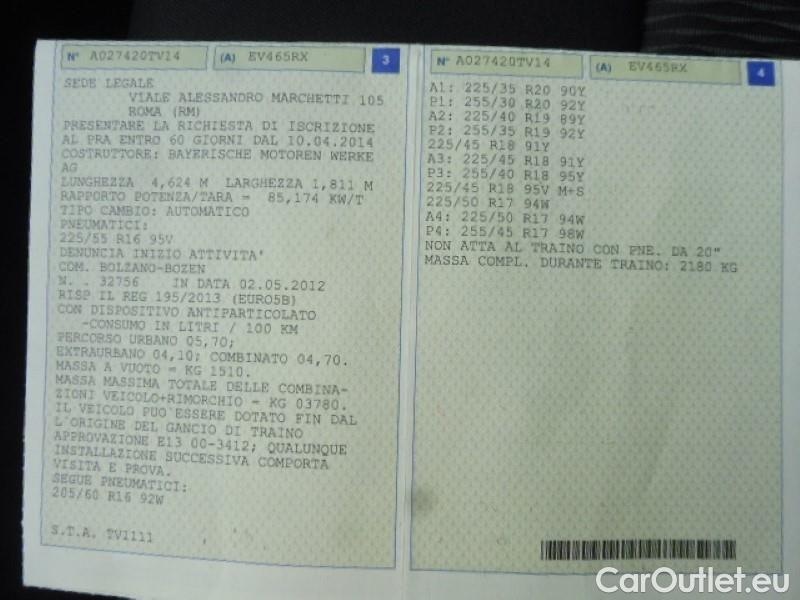 N° A027420TV14 (A) EV465RX 3
SEDE LEGALE
VIALE ALESSANDRO MARCHETTI 105
ROMA (RM)
PRESENTARE LA RICHIESTA DI ISCRIZIONE
AL PRA ENTRO 60 GIORNI DAL 10.04.2014
COSTRUTTORE: BAYERISCHE MOTOREN WERKE
AG
LUNGHEZZA 4,624 M LARGHEZZA 1,811 M
RAPPORTO POTENZA/TARA = 85,174 KW/T
TIPO CAMBIO: AUTOMATICO
PNEUMATICI:
225/55 R16 95V
DENUNCIA INIZIO ATTIVITA'
COM. BOLZANO-BOZEN
N. . 32756 IN DATA 02.05.2012
RISP IL REG 195/2013 (EURO5B)
CON DISPOSITIVO ANTIPARTICOLATO
-CONSUMO IN LITRI / 100 KM
PERCORSO URBANO 05,70;
EXTRAURBANO 04,10; COMBINATO 04,70.
MASSA A VUOTO = KG 1510.
MASSA MASSIMA TOTALE DELLE COMBINA-
ZIONI VEICOLO+RIMORCHIO = KG 03780.
IL VEICOLO PUO'ESSERE DOTATO FIN DAL
L'ORIGINE DEL GANCIO DI TRAINO
APPROVAZIONE E13 00-3412; QUALUNQUE
INSTALLAZIONE SUCCESSIVA COMPORTA
VISITA E PROVA.
SEGUE PNEUMATICI:
205/60 R16 92W
S.T.A. TV1111
N° A027420TV14 (A) EV465RX 4
A1: 225/35 R20 90Y
P1: 255/30 R20 92Y
A2: 225/40 R19 89Y
P2: 255/35 R19 92Y
225/45 R18 91Y
A3: 225/45 R18 91Y
P3: 255/40 R18 95Y
225/45 R18 95V M+S
225/50 R17 94W
A4: 225/50 R17 94W
P4: 255/45 R17 98W
NON ATTA AL TRAINO CON PNE. DA 20"
MASSA COMPL. DURANTE TRAINO: 2180 KG
CarOutlet.eu